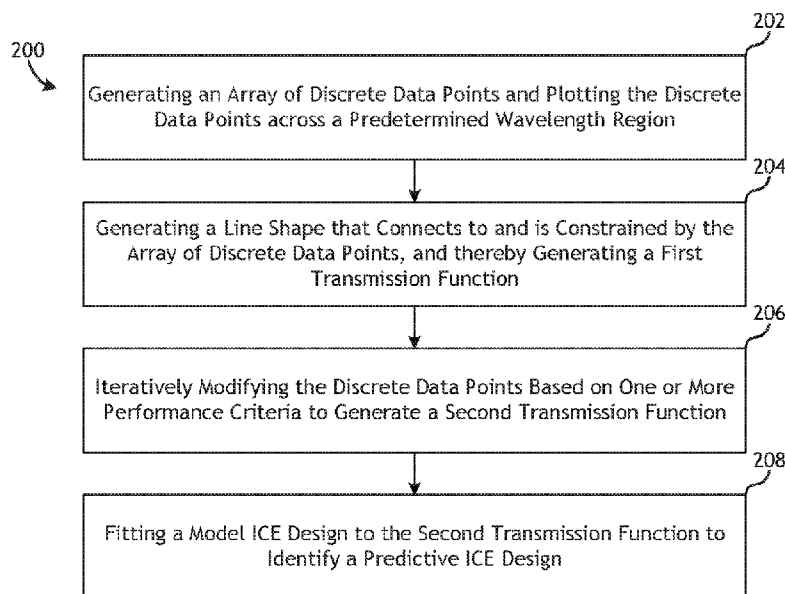 200
202
Generating an Array of Discrete Data Points and Plotting the Discrete
Data Points across a Predetermined Wavelength Region
204
Generating a Line Shape that Connects to and is Constrained by the
Array of Discrete Data Points, and thereby Generating a First
Transmission Function
206
Iteratively Modifying the Discrete Data Points Based on One or More
Performance Criteria to Generate a Second Transmission Function
208
Fitting a Model ICE Design to the Second Transmission Function to
Identify a Predictive ICE Design